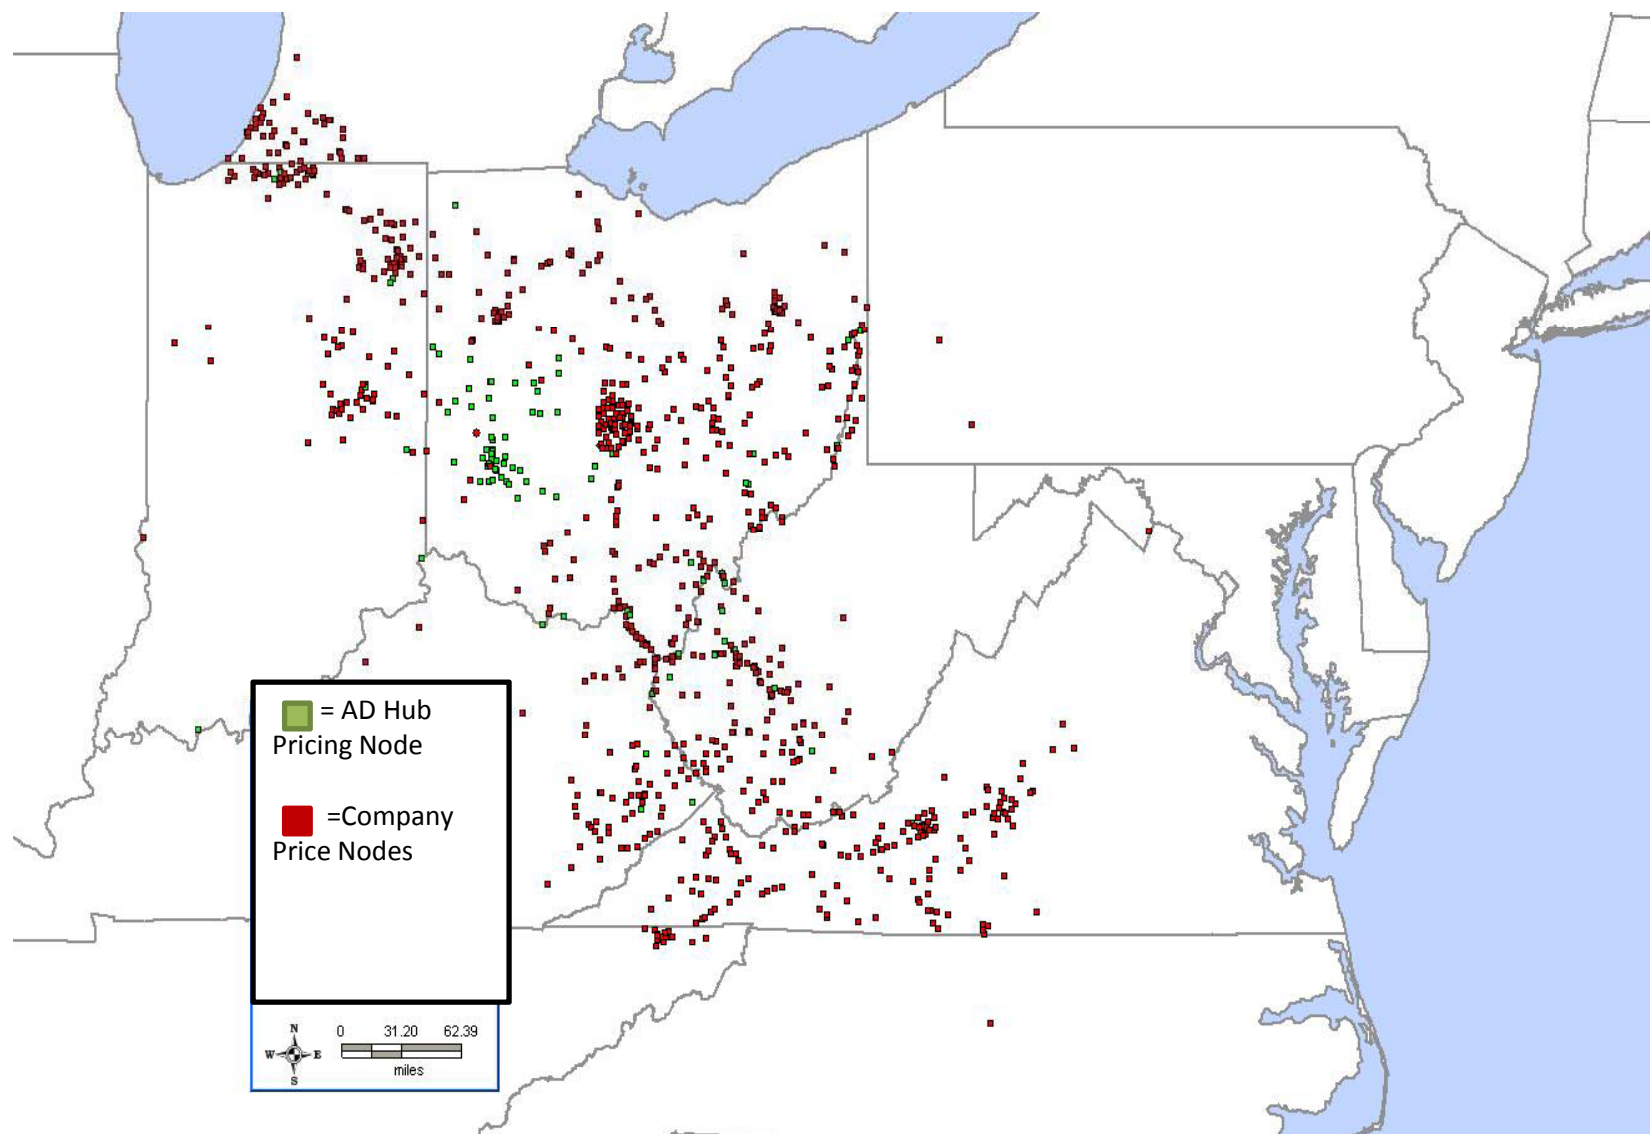 = AD Hub
Pricing Node
=Company
Price Nodes
N
W E
S
0 31.20 62.39
miles